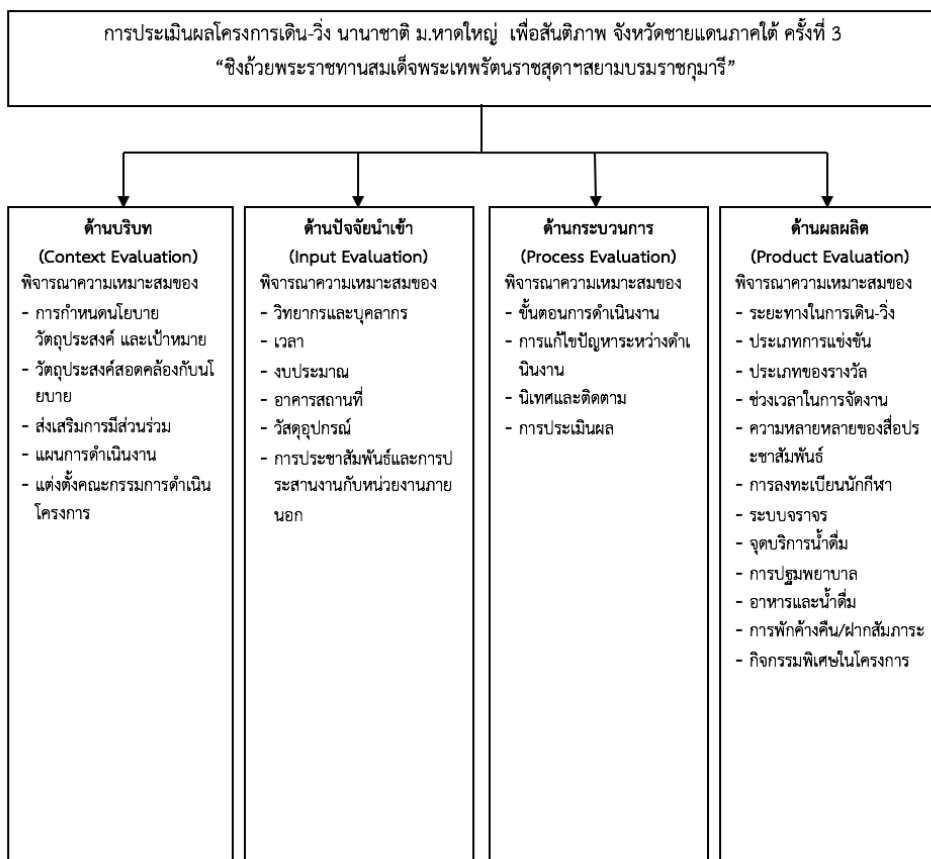 การประเมินผลโครงการเดิน-วิ่ง นานาชาติ ม.หาดใหญ่ เพื่อสันติภาพ จังหวัดชายแดนภาคใต้ ครั้งที่ 3
“ชิงถ้วยพระราชทานสมเด็จพระเทพรัตนราชสุดาฯสยามบรมราชกุมารี”
ด้านบริบท
(Context Evaluation)
พิจารณาความเหมาะสมของ
- การกำหนดนโยบาย
วัตถุประสงค์ และเป้าหมาย
- วัตถุประสงค์สอดคล้องกับนโ
ยบาย
- ส่งเสริมการมีส่วนร่วม
- แผนการดำเนินงาน
- แต่งตั้งคณะกรรมการดำเนิน
โครงการ
ด้านปัจจัยนำเข้า
(Input Evaluation)
พิจารณาความเหมาะสมของ
- วิทยากรและบุคลากร
- เวลา
- งบประมาณ
- อาคารสถานที่
- วัสดุอุปกรณ์
- การประชาสัมพันธ์และการป
ระสานงานกับหน่วยงานภาย
นอก
ด้านกระบวนการ
(Process Evaluation)
พิจารณาความเหมาะสมของ
- ขั้นตอนการดำเนินงาน
- การแก้ไขปัญหาระหว่างดำเ
นินงาน
- นิเทศและติดตาม
- การประเมินผล
ด้านผลผลิต
(Product Evaluation)
พิจารณาความเหมาะสมของ
- ระยะทางในการเดิน-วิ่ง
- ประเภทการแข่งขัน
- ประเภทของรางวัล
- ช่วงเวลาในการจัดงาน
- ความหลายหลายของสื่อปร
ะชาสัมพันธ์
- การลงทะเบียนนักกีฬา
- ระบบจราจร
- จุดบริการน้ำดื่ม
- การปฐมพยาบาล
- อาหารและน้ำดื่ม
- การพักค้างคืน/ฝากสัมภาระ
- กิจกรรมพิเศษในโครงการ